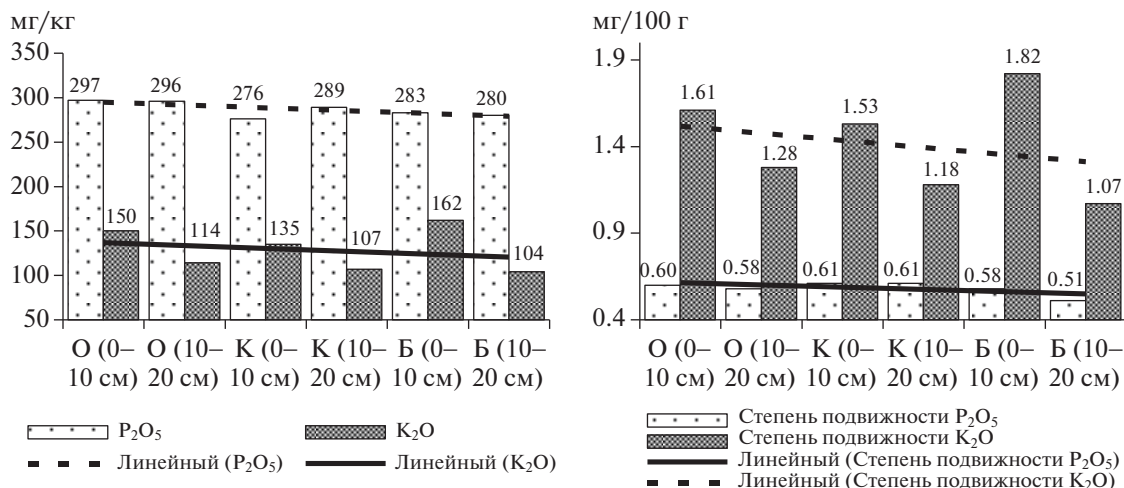 мг/кг
350
300
250
200
150
100
50
297
296
276
289
283
280
150
114
135
107
162
104
О (0–
10 см)
О (10–
20 см)
К (0–
10 см)
К (10–
20 см)
Б (0–
10 см)
Б (10–
20 см)
P₂O₅
K₂O
Линейный (P₂O₅)
Линейный (K₂O)
мг/100 г
1.9
1.4
0.9
0.4
1.61
1.28
1.53
1.18
1.82
1.07
0.60
0.58
0.61
0.61
0.58
0.51
О (0–
10 см)
О (10–
20 см)
К (0–
10 см)
К (10–
20 см)
Б (0–
10 см)
Б (10–
20 см)
Степень подвижности P₂O₅
Степень подвижности K₂O
Линейный (Степень подвижности P₂O₅)
Линейный (Степень подвижности K₂O)